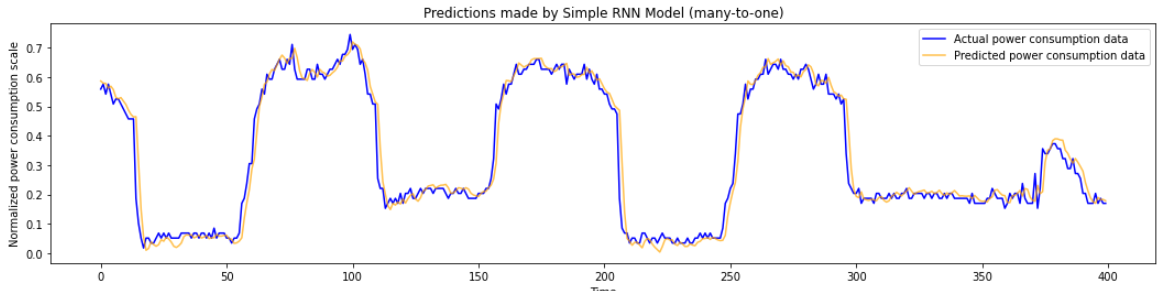 Predictions made by Simple RNN Model (many-to-one)
Normalized power consumption scale
0.7
0.6
0.5
0.4
0.3
0.2
0.1
0.0
Actual power consumption data
Predicted power consumption data
0 50 100 150 200 250 300 350 400
Time